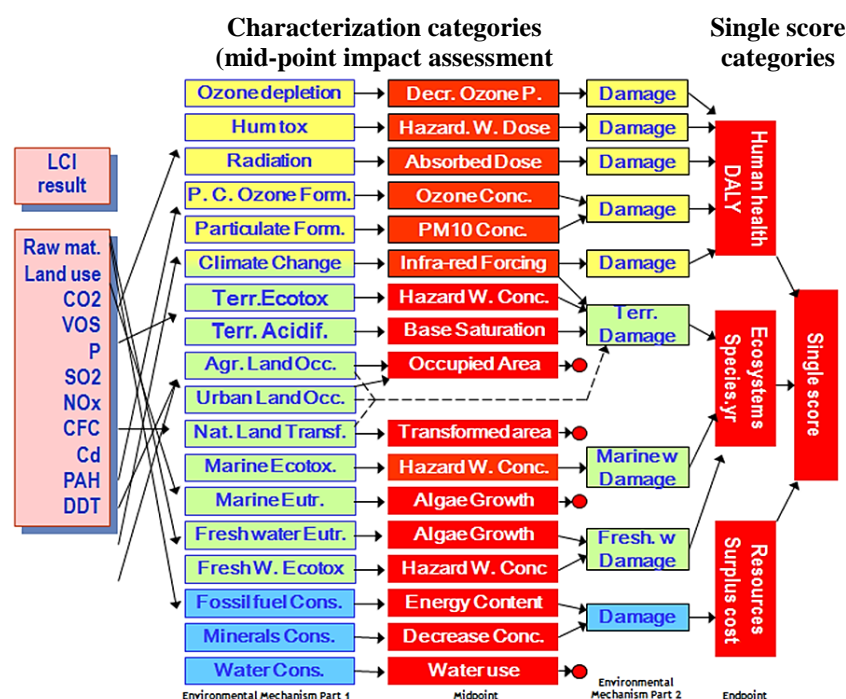 Characterization categories
(mid-point impact assessment
Single score
categories
LCI
result
Raw mat.
Land use
CO2
VOS
P
SO2
NOx
CFC
Cd
PAH
DDT
Ozone depletion
Decr. Ozone P.
Damage
Hum tox
Hazard. W. Dose
Damage
Radiation
Absorbed Dose
Damage
P. C. Ozone Form.
Ozone Conc.
Damage
Particulate Form.
PM10 Conc.
Climate Change
Infra-red Forcing
Damage
Terr.Ecotox
Hazard W. Conc.
Terr.
Damage
Terr. Acidif.
Base Saturation
Agr. Land Occ.
Occupied Area
Urban Land Occ.
Nat. Land Transf.
Transformed area
Marine Ecotox.
Hazard W. Conc.
Marine w
Damage
Marine Eutr.
Algae Growth
Freshwater Eutr.
Algae Growth
Fresh. w
Damage
Fresh W. Ecotox
Hazard W. Conc
Fossil fuel Cons.
Energy Content
Damage
Minerals Cons.
Decrease Conc.
Water Cons.
Water use
Human health
DALY
Ecosystems
Species.yr
Resources
Surplus cost
Single score
Environmental Mechanism Part 1
Midpoint
Environmental
Mechanism Part 2
Endpoint